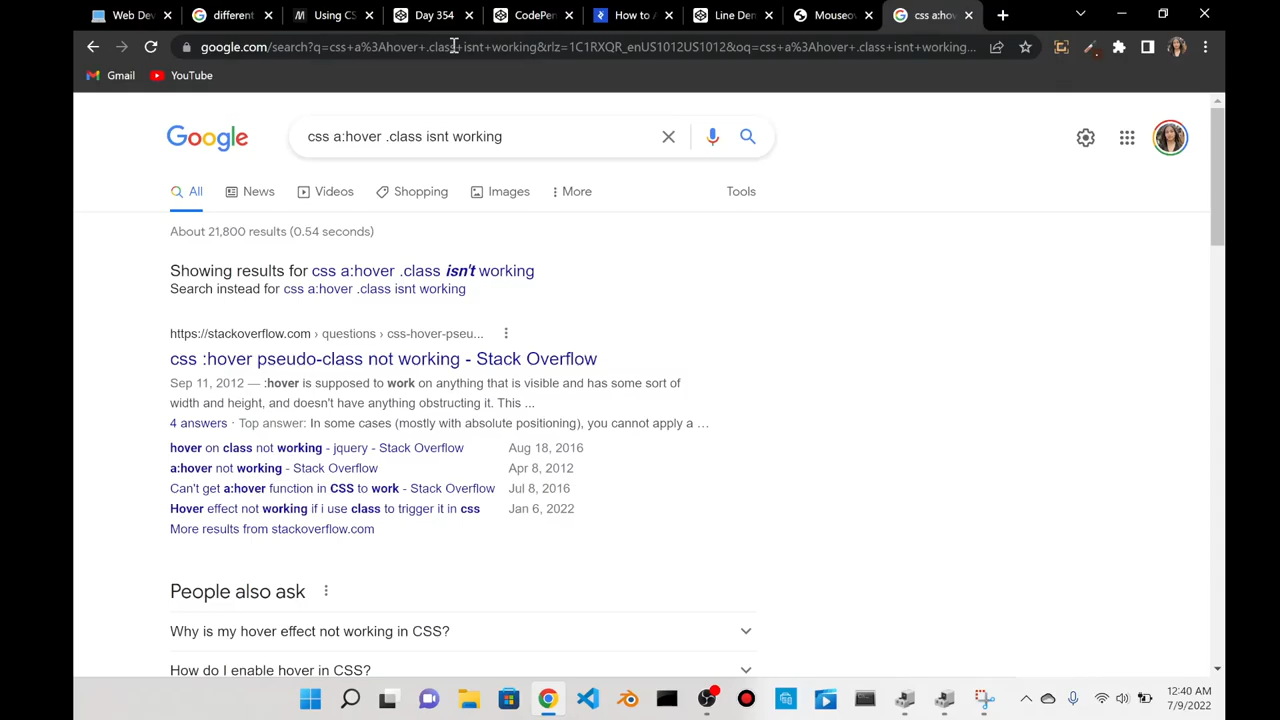 Web Dev
different
Using CS
Day 354
CodePen
How to
Line Den
Mouseov
css a:hov
google.com/search?q=css+a%3Ahover+.class+isnt+working&rlz=1C1RXQR_enUS1012US1012&oq=css+a%3Ahover+.class+isnt+working...
Gmail
YouTube
Google
css a:hover .class isnt working
All
News
Videos
Shopping
Images
More
Tools
About 21,800 results (0.54 seconds)
Showing results for css a:hover .class isn't working
Search instead for css a:hover .class isnt working
https://stackoverflow.com › questions › css-hover-pseu...
css :hover pseudo-class not working - Stack Overflow
Sep 11, 2012 — :hover is supposed to work on anything that is visible and has some sort of
width and height, and doesn't have anything obstructing it. This ...
4 answers · Top answer: In some cases (mostly with absolute positioning), you cannot apply a …
hover on class not working - jquery - Stack Overflow Aug 18, 2016
a:hover not working - Stack Overflow Apr 8, 2012
Can't get a:hover function in CSS to work - Stack Overflow Jul 8, 2016
Hover effect not working if i use class to trigger it in css Jan 6, 2022
More results from stackoverflow.com
People also ask
Why is my hover effect not working in CSS?
How do I enable hover in CSS?
12:40 AM
7/9/2022